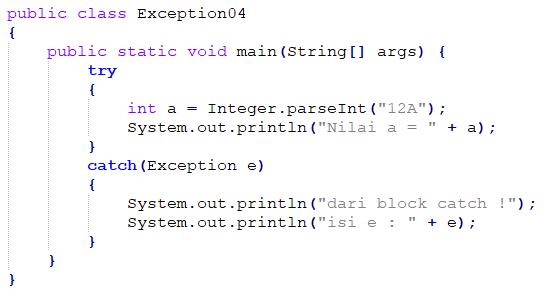 public class Exception04
{
    public static void main(String[] args) {
        try
        {
            int a = Integer.parseInt("12A");
            System.out.println("Nilai a = " + a);
        }
        catch(Exception e)
        {
            System.out.println("dari block catch !");
            System.out.println("isi e : " + e);
        }
    }
}